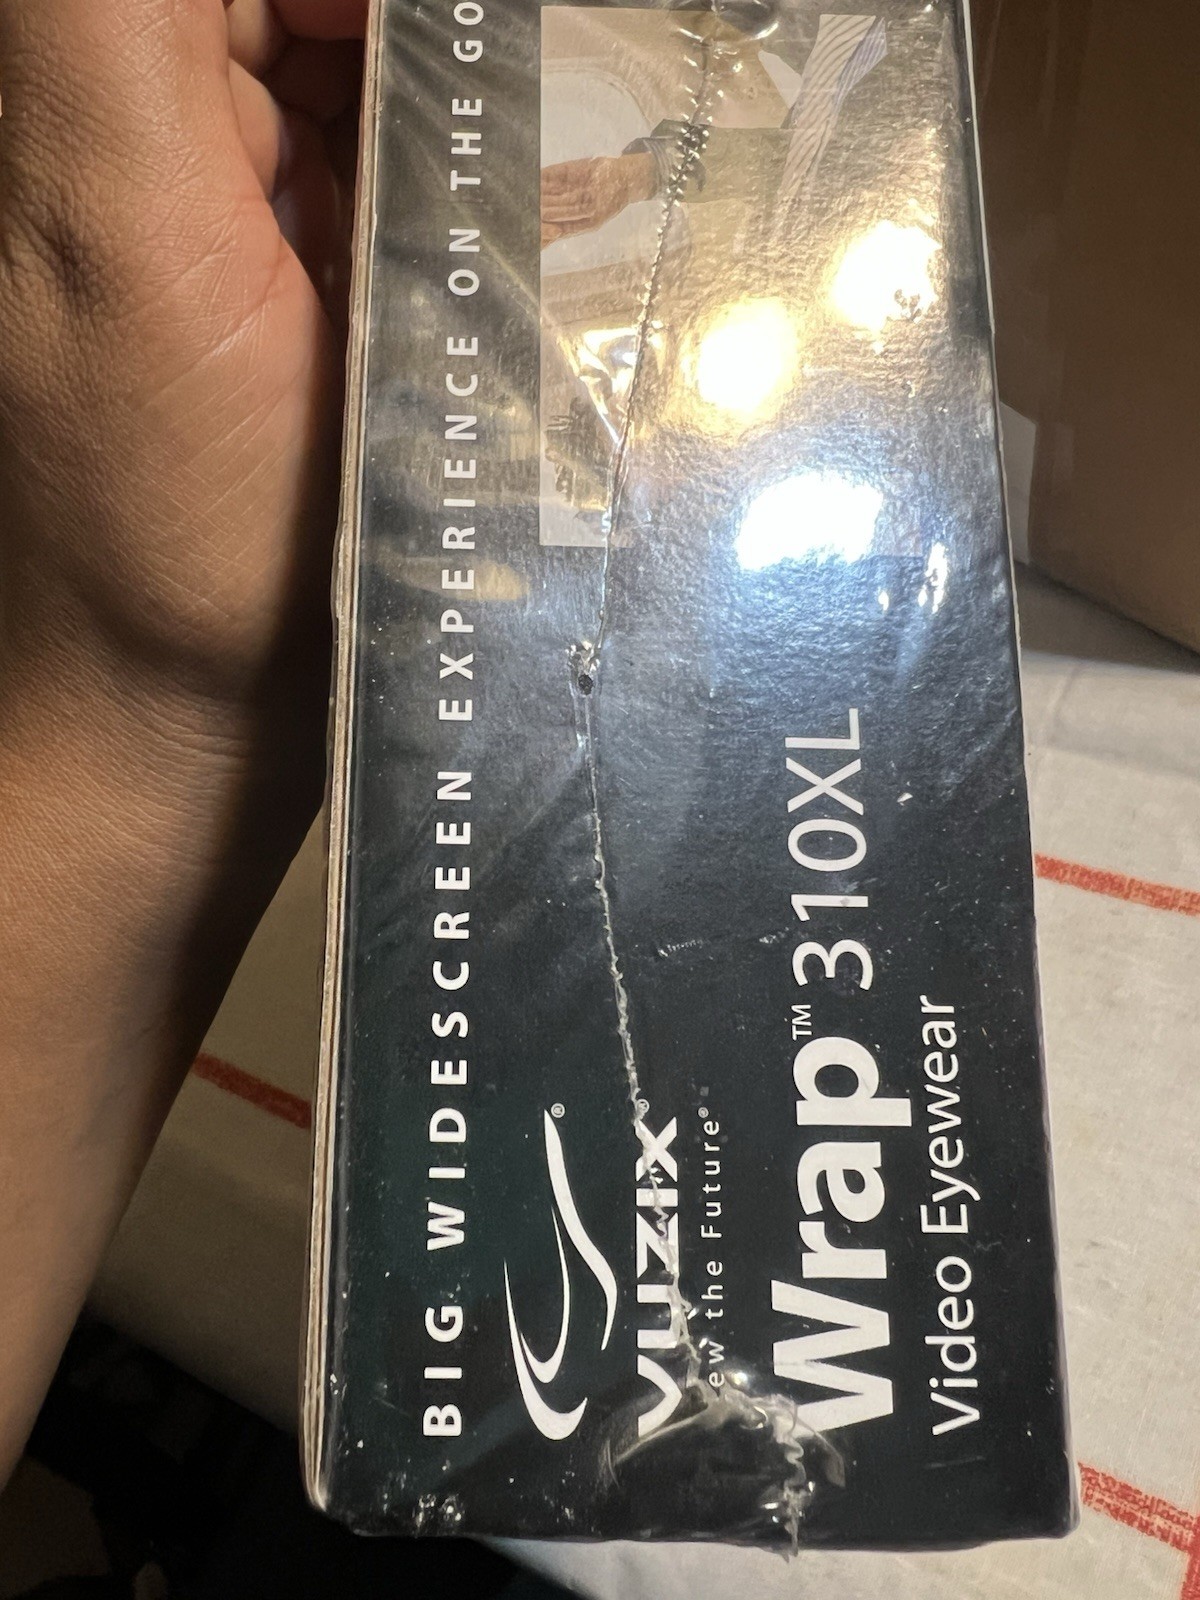 BIG WIDESCREEN EXPERIENCE ON THE GO
®
vuzix®
ew the Future®
Wrap™ 310XL
Video Eyewear